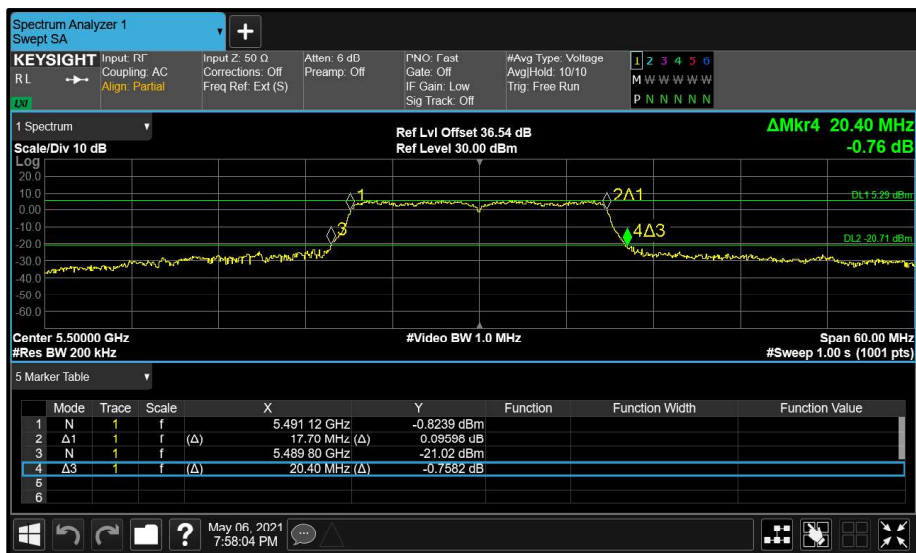 Spectrum Analyzer 1
Swept SA
+
KEYSIGHT
RL
LXI
Input: RF
Coupling: AC
Align: Partial
Input Z: 50 Ω
Corrections: Off
Freq Ref: Ext (S)
Atten: 6 dB
Preamp: Off
PNO: Fast
Gate: Off
IF Gain: Low
Sig Track: Off
#Avg Type: Voltage
Avg|Hold: 10/10
Trig: Free Run
1 2 3 4 5 6
M W W W W W
P N N N N N
1 Spectrum
Scale/Div 10 dB
Ref Lvl Offset 36.54 dB
Ref Level 30.00 dBm
ΔMkr4 20.40 MHz
-0.76 dB
Log
20.0
10.0
0.00
-10.0
-20.0
-30.0
-40.0
-50.0
-60.0
1
2Δ1
3
4Δ3
DL1 5.29 dBm
DL2 -20.71 dBm
Center 5.50000 GHz
#Res BW 200 kHz
#Video BW 1.0 MHz
Span 60.00 MHz
#Sweep 1.00 s (1001 pts)
5 Marker Table
Mode Trace Scale X Y Function Function Width Function Value
1 N 1 f 5.491 12 GHz -0.8239 dBm
2 Δ1 1 f (Δ) 17.70 MHz (Δ) 0.09598 dB
3 N 1 f 5.489 80 GHz -21.02 dBm
4 Δ3 1 f (Δ) 20.40 MHz (Δ) -0.7582 dB
5
6
?
May 06, 2021
7:58:04 PM